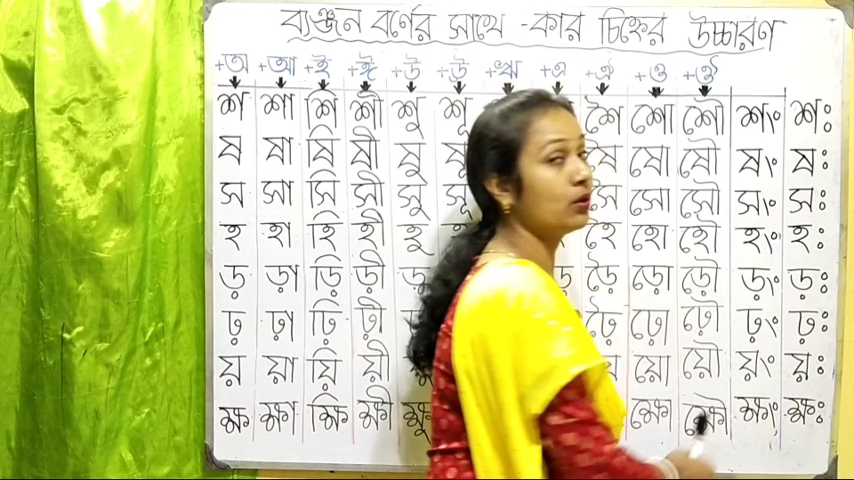 ব্যঞ্জন বর্ণের সাথে -কার চিহ্নের উচ্চারণ
+অ +আ +ই +ঈ +উ +ঊ +ঋ +এ +ঐ +ও +ঔ
শ শা শি শী শু শূ শৈ শো শৌ শং শঃ
ষ ষা ষি ষী ষু ষূ ষৈ ষো ষৌ ষং ষঃ
স সা সি সী সু সূ সৈ সো সৌ সং সঃ
হ হা হি হী হু হৈ হো হৌ হং হঃ
ড় ড়া ড়ি ড়ী ড়ু ড়ৈ ড়ো ড়ৌ ড়ং ড়ঃ
ঢ় ঢ়া ঢ়ি ঢ়ী ঢ়ৈ ঢ়ো ঢ়ৌ ঢ়ং ঢ়ঃ
য় য়া য়ি য়ী য়ো য়ৌ য়ং য়ঃ
ক্ষ ক্ষা ক্ষি ক্ষী ক্ষু ক্ষো ক্ষৌ ক্ষং ক্ষঃ